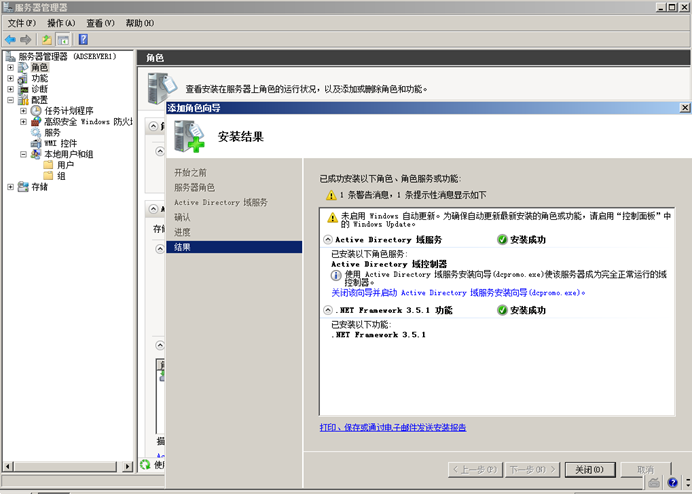 服务器管理器
文件(F) 操作(A) 查看(V) 帮助(H)
服务器管理器 (ADSERVER1)
角色
功能
诊断
配置
任务计划程序
高级安全 Windows 防火
服务
WMI 控件
本地用户和组
用户
组
存储
角色
查看安装在服务器上角色的运行状况，以及添加或删除角色和功能。
添加角色向导
安装结果
开始之前
服务器角色
Active Directory 域服务
确认
进度
结果
已成功安装以下角色、角色服务或功能:
1 条警告消息，1 条提示性消息显示如下
未启用 Windows 自动更新。为确保自动更新最新安装的角色或功能，请启用“控制面板”中
的 Windows Update。
Active Directory 域服务 安装成功
已安装以下角色服务:
Active Directory 域控制器
使用 Active Directory 域服务安装向导(dcpromo.exe)使该服务器成为完全正常运行的域
控制器。
关闭该向导并启动 Active Directory 域服务安装向导(dcpromo.exe)。
.NET Framework 3.5.1 功能 安装成功
已安装以下功能:
.NET Framework 3.5.1
打印、保存或通过电子邮件发送安装报告
< 上一步(P) 下一步(N) > 关闭(O) 取消